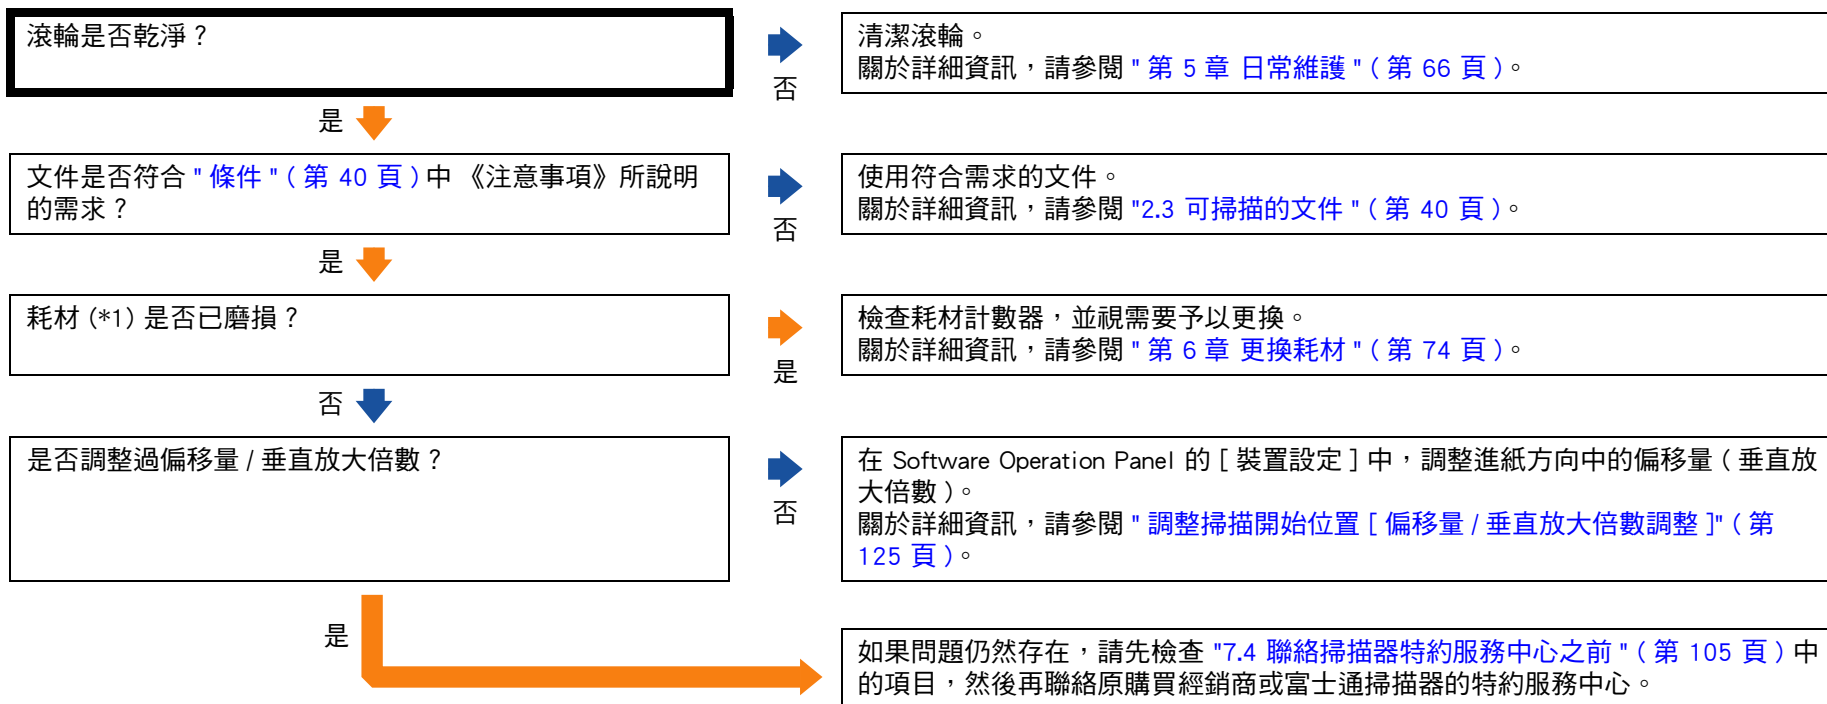 滾輪是否乾淨？
否
清潔滾輪。
關於詳細資訊，請參閱 " 第 5 章 日常維護 " ( 第 66 頁 )。
是
文件是否符合 " 條件 " ( 第 40 頁 ) 中 《注意事項》所說明
的需求？
否
使用符合需求的文件。
關於詳細資訊，請參閱 "2.3 可掃描的文件 " ( 第 40 頁 )。
是
耗材 (*1) 是否已磨損？
是
檢查耗材計數器，並視需要予以更換。
關於詳細資訊，請參閱 " 第 6 章 更換耗材 " ( 第 74 頁 )。
否
是否調整過偏移量 / 垂直放大倍數？
否
在 Software Operation Panel 的 [ 裝置設定 ] 中，調整進紙方向中的偏移量 ( 垂直放
大倍數 )。
關於詳細資訊，請參閱 " 調整掃描開始位置 [ 偏移量 / 垂直放大倍數調整 ]" ( 第
125 頁 )。
是
如果問題仍然存在，請先檢查 "7.4 聯絡掃描器特約服務中心之前 " ( 第 105 頁 ) 中
的項目，然後再聯絡原購買經銷商或富士通掃描器的特約服務中心。